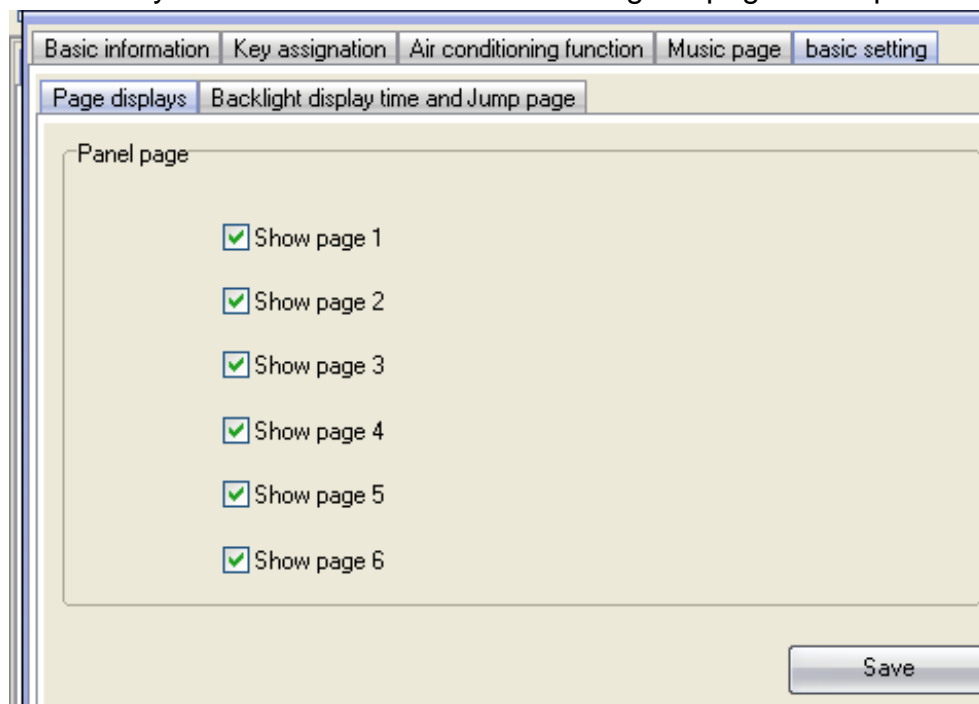 Basic information Key assignation Air conditioning function Music page basic setting
Page displays Backlight display time and Jump page
Panel page
Show page 1
Show page 2
Show page 3
Show page 4
Show page 5
Show page 6
Save